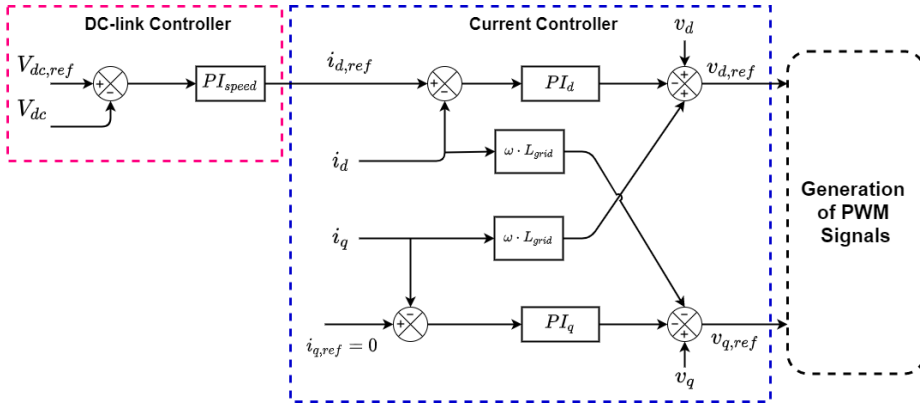 DC-link Controller
Current Controller
V_{dc,ref}
+
−
V_{dc}
PI_{speed}
i_{d,ref}
+
−
PI_d
v_d
+
+
+
v_{d,ref}
i_d
ω · L_{grid}
i_q
ω · L_{grid}
−
+
i_{q,ref} = 0
PI_q
−
−
−
v_{q,ref}
v_q
Generation
of PWM
Signals